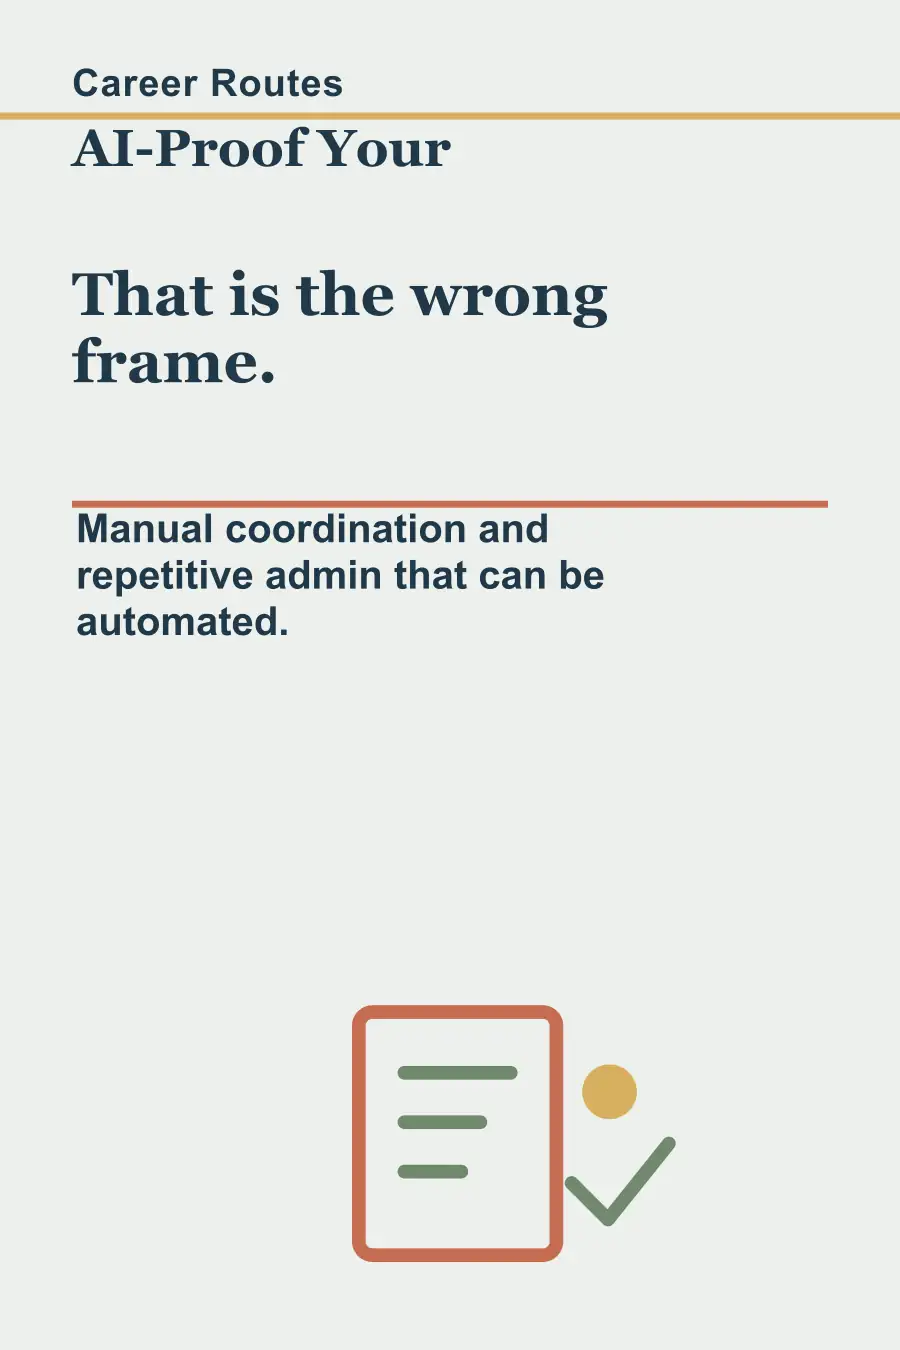 Career Routes
AI-Proof Your
That is the wrong
frame.
Manual coordination and
repetitive admin that can be
automated.